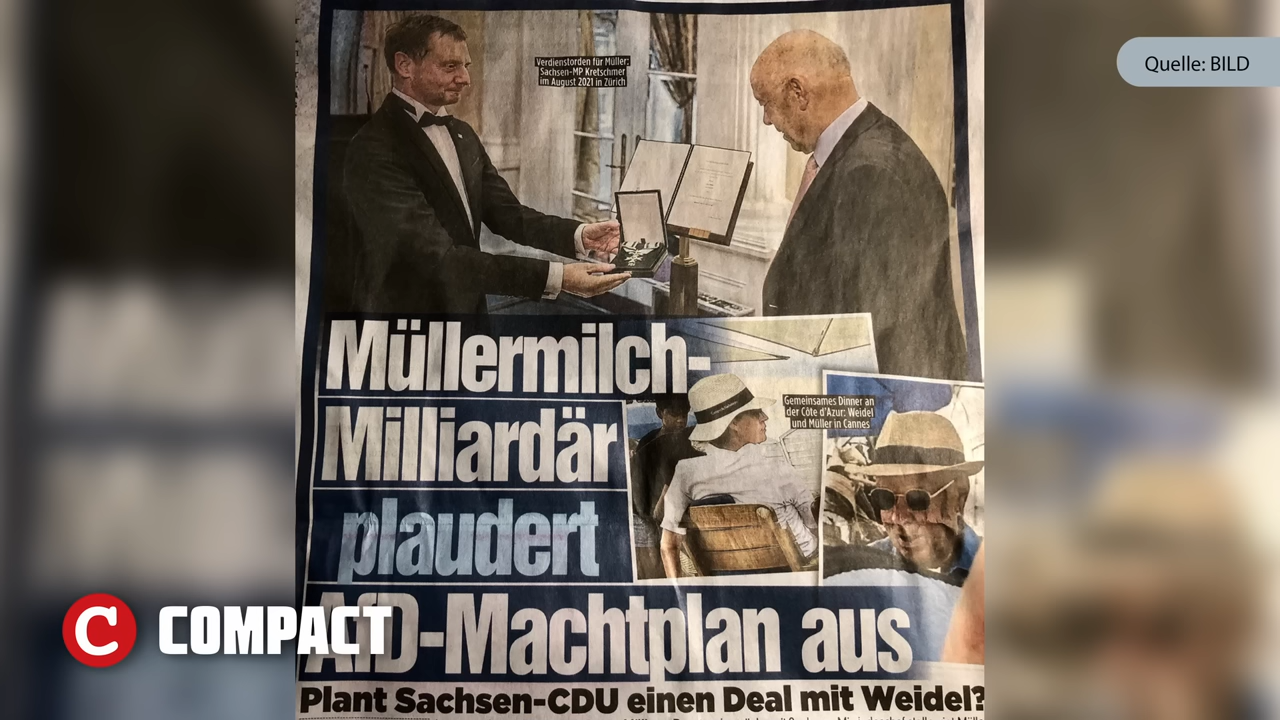 Quelle: BILD
Verdienstorden für Müller:
Sachsen-MP Kretschmer
im August 2021 in Zürich
Müllermilch-
Milliardär
Gemeinsames Dinner an
der Côte d'Azur: Weidel
und Müller in Cannes
plaudert
AfD-Machtplan aus
Plant Sachsen-CDU einen Deal mit Weidel?
C COMPACT